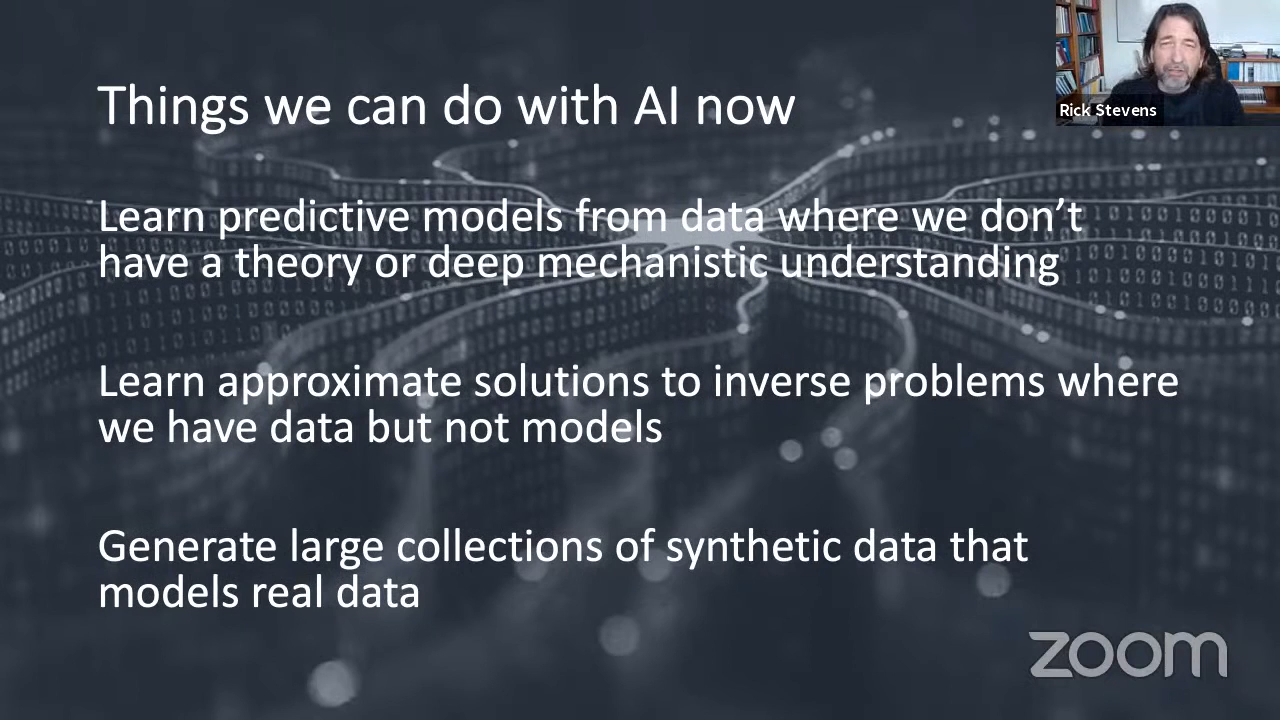 Things we can do with AI now
Rick Stevens
Learn predictive models from data where we don’t
have a theory or deep mechanistic understanding
Learn approximate solutions to inverse problems where
we have data but not models
Generate large collections of synthetic data that
models real data
zoom